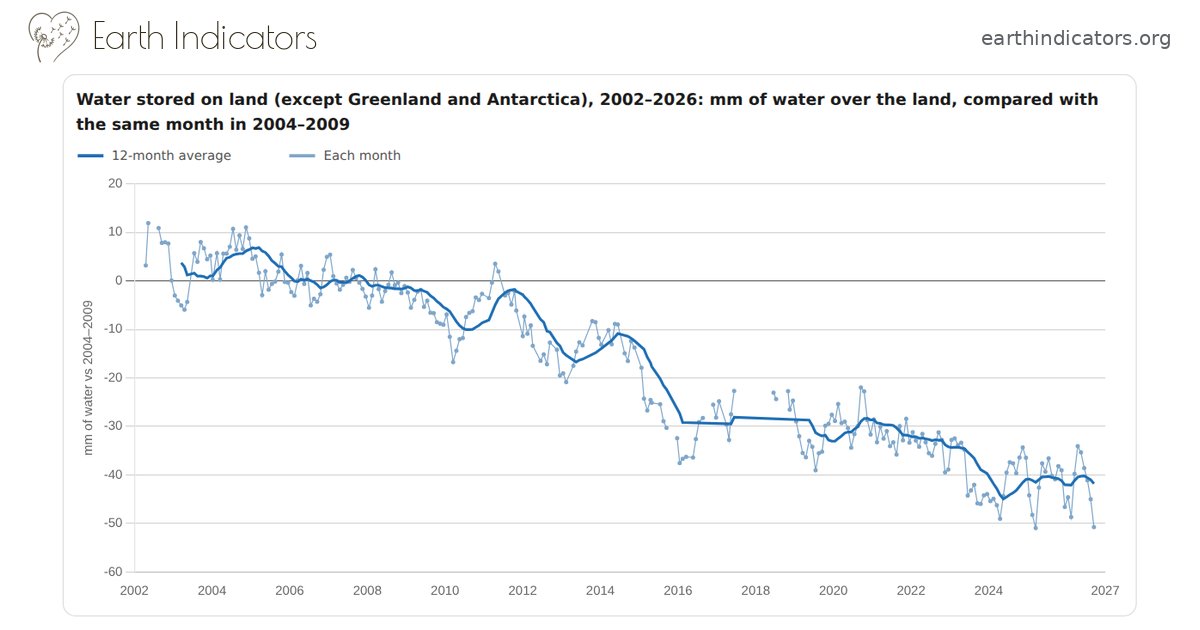 Earth Indicators
earthindicators.org
Water stored on land (except Greenland and Antarctica), 2002–2026: mm of water over the land, compared with
the same month in 2004–2009
12-month average
Each month
mm of water vs 2004–2009
20
10
0
-10
-20
-30
-40
-50
-60
2002 2004 2006 2008 2010 2012 2014 2016 2018 2020 2022 2024 2027